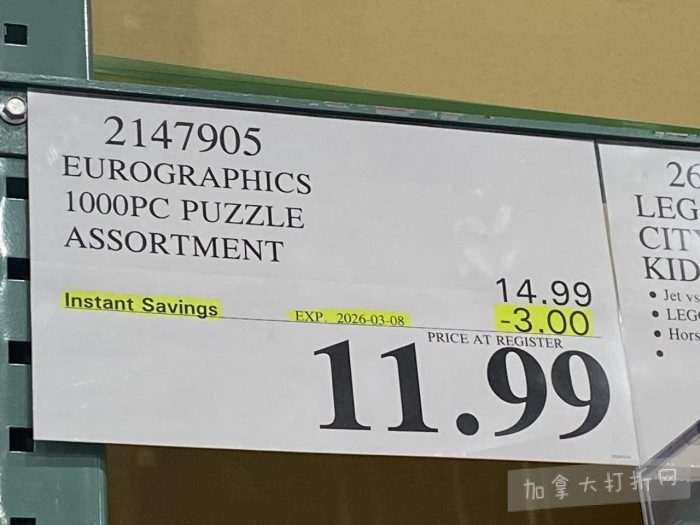 2147905
EUROGRAPHICS
1000PC PUZZLE
ASSORTMENT
14.99
Instant Savings EXP. 2026-03-08 -3.00
PRICE AT REGISTER
11.99
26
LEG
CIT
KID
• Jet vs
• LEG
• Hors
•
加拿大打折网